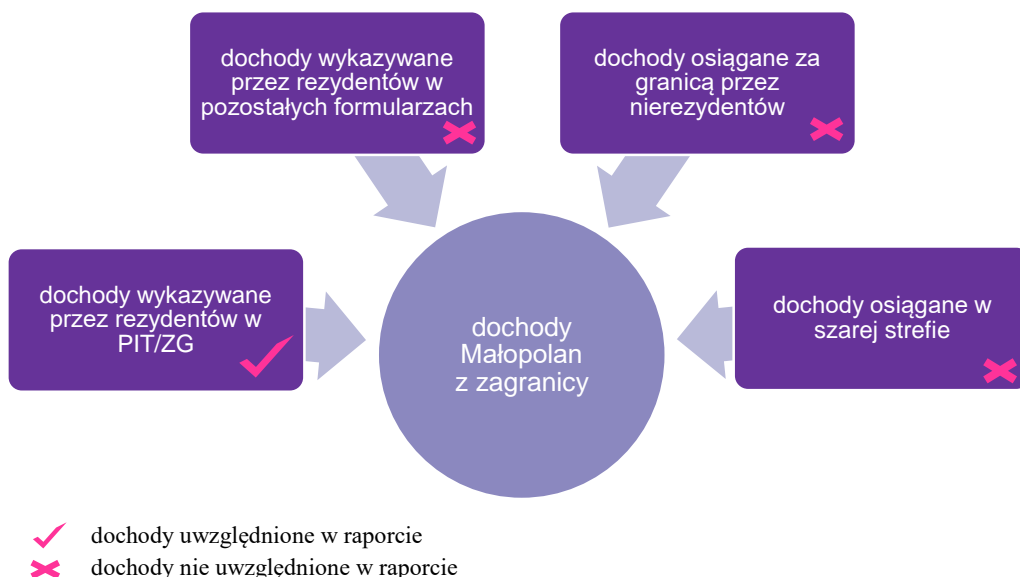 dochody wykazywane
przez rezydentów w
pozostałych formularzach
dochody osiągane za
granicą przez
nierezydentów
dochody wykazywane
przez rezydentów w
PIT/ZG
dochody
Małopolan
z zagranicy
dochody osiągane w
szarej strefie
dochody uwzględnione w raporcie
dochody nie uwzględnione w raporcie